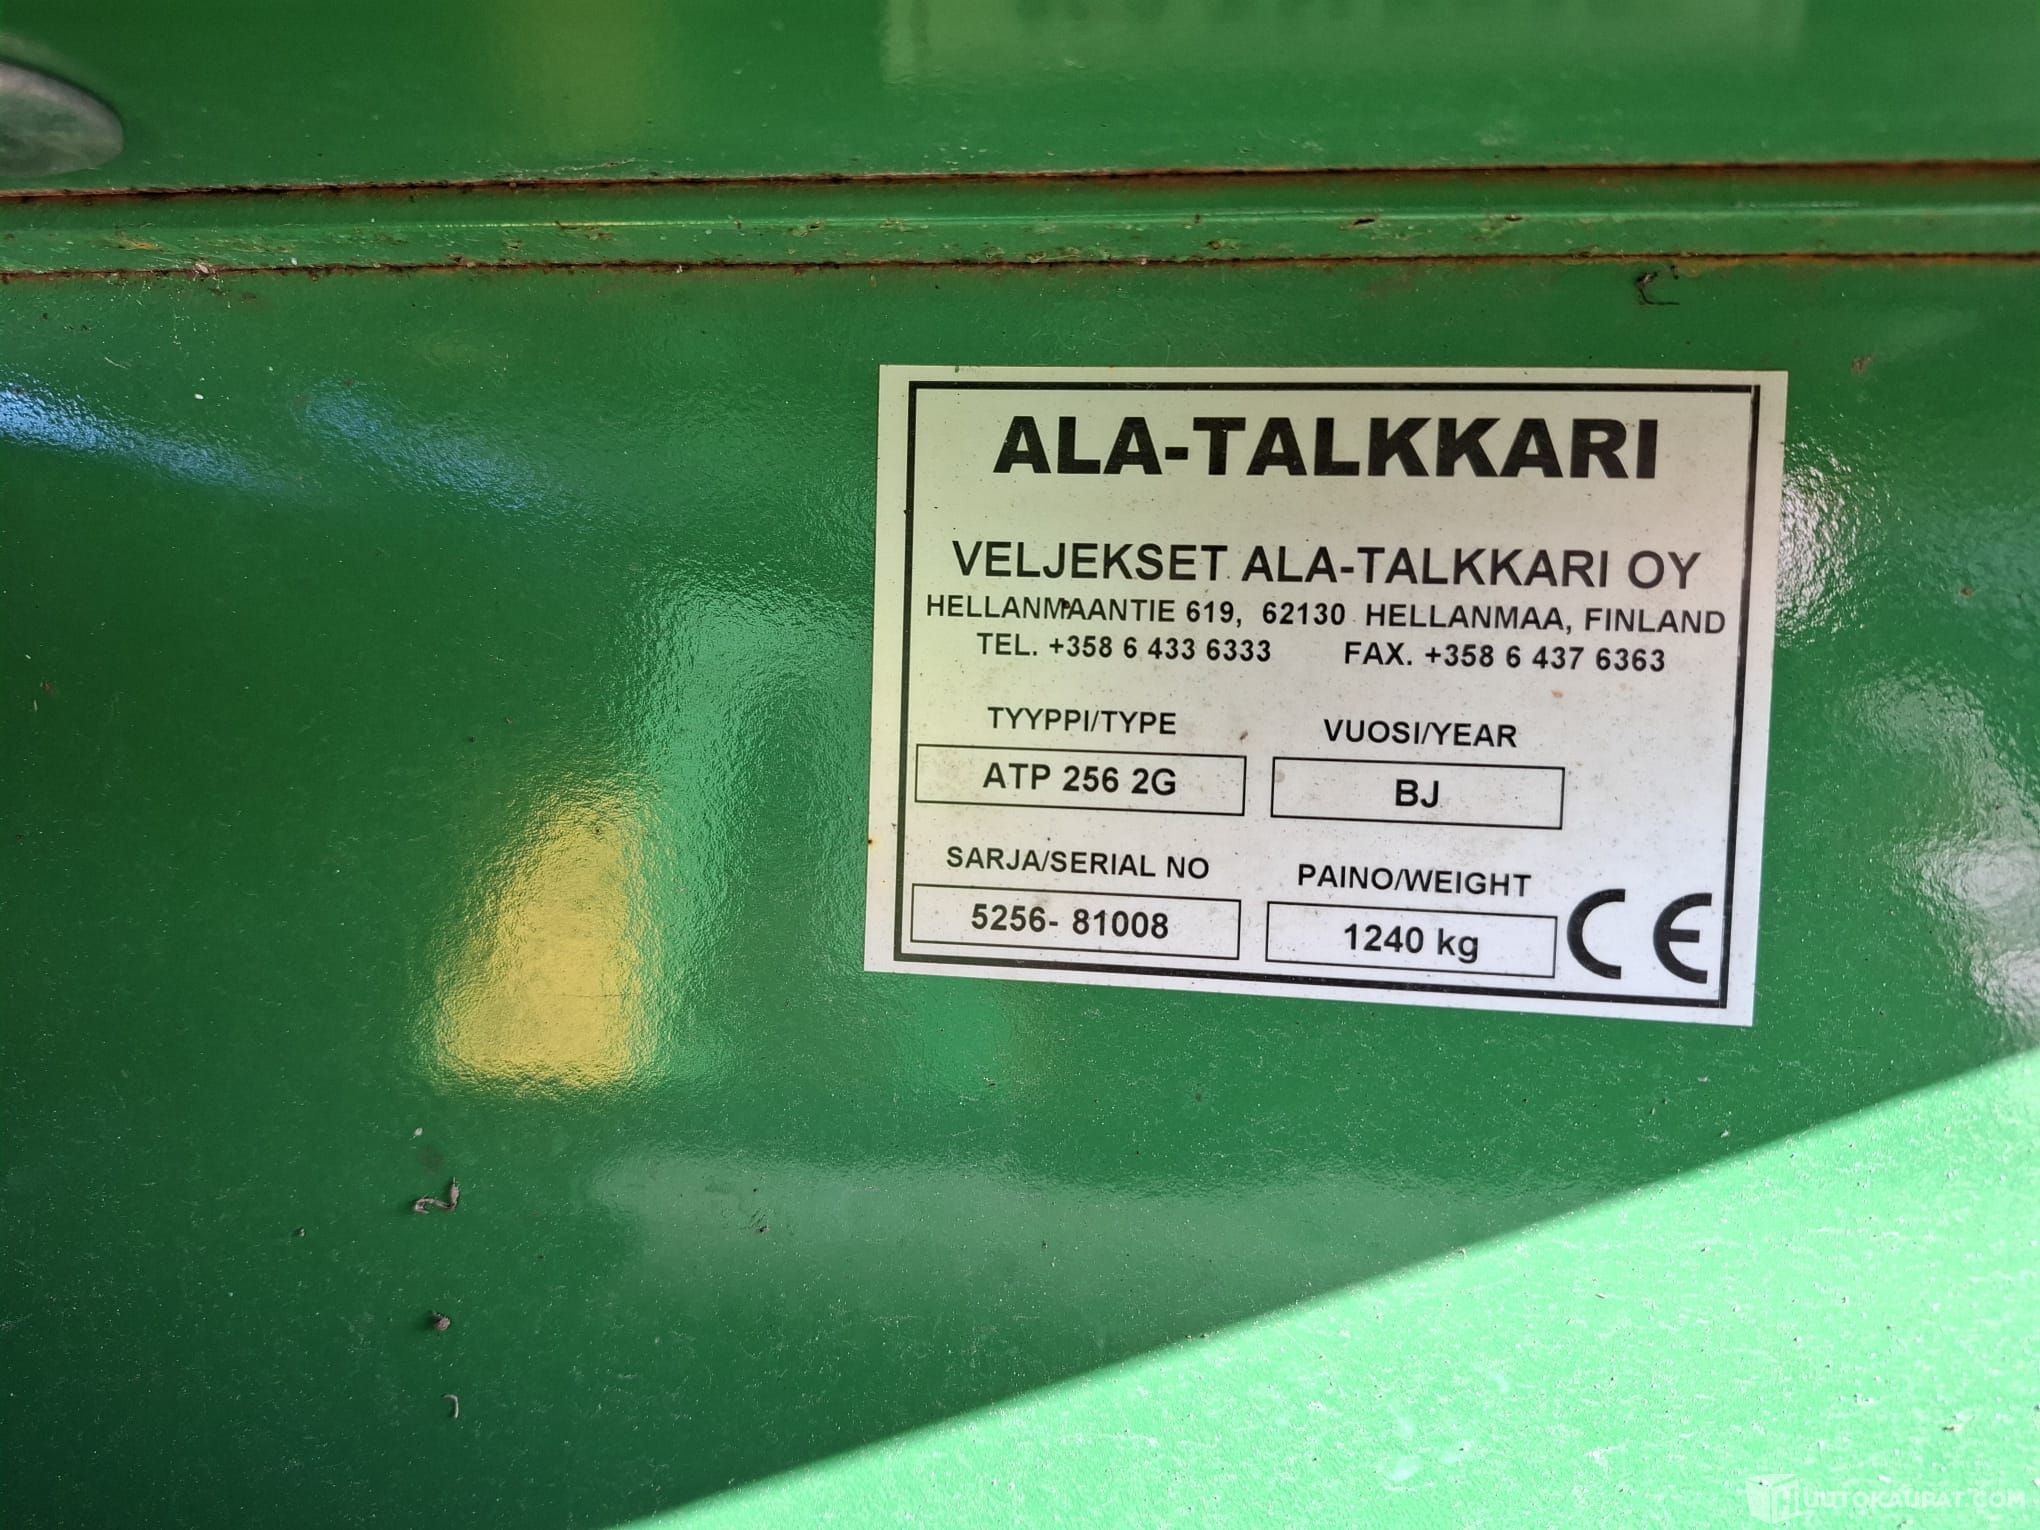 ALA-TALKKARI
VELJEKSET ALA-TALKKARI OY
HELLANMAANTIE 619, 62130 HELLANMAA, FINLAND
TEL. +358 6 433 6333 FAX. +358 6 437 6363
TYYPPI/TYPE VUOSI/YEAR
ATP 256 2G BJ
SARJA/SERIAL NO PAINO/WEIGHT
5256- 81008 1240 kg CE
HUUTOKAUPAT.COM